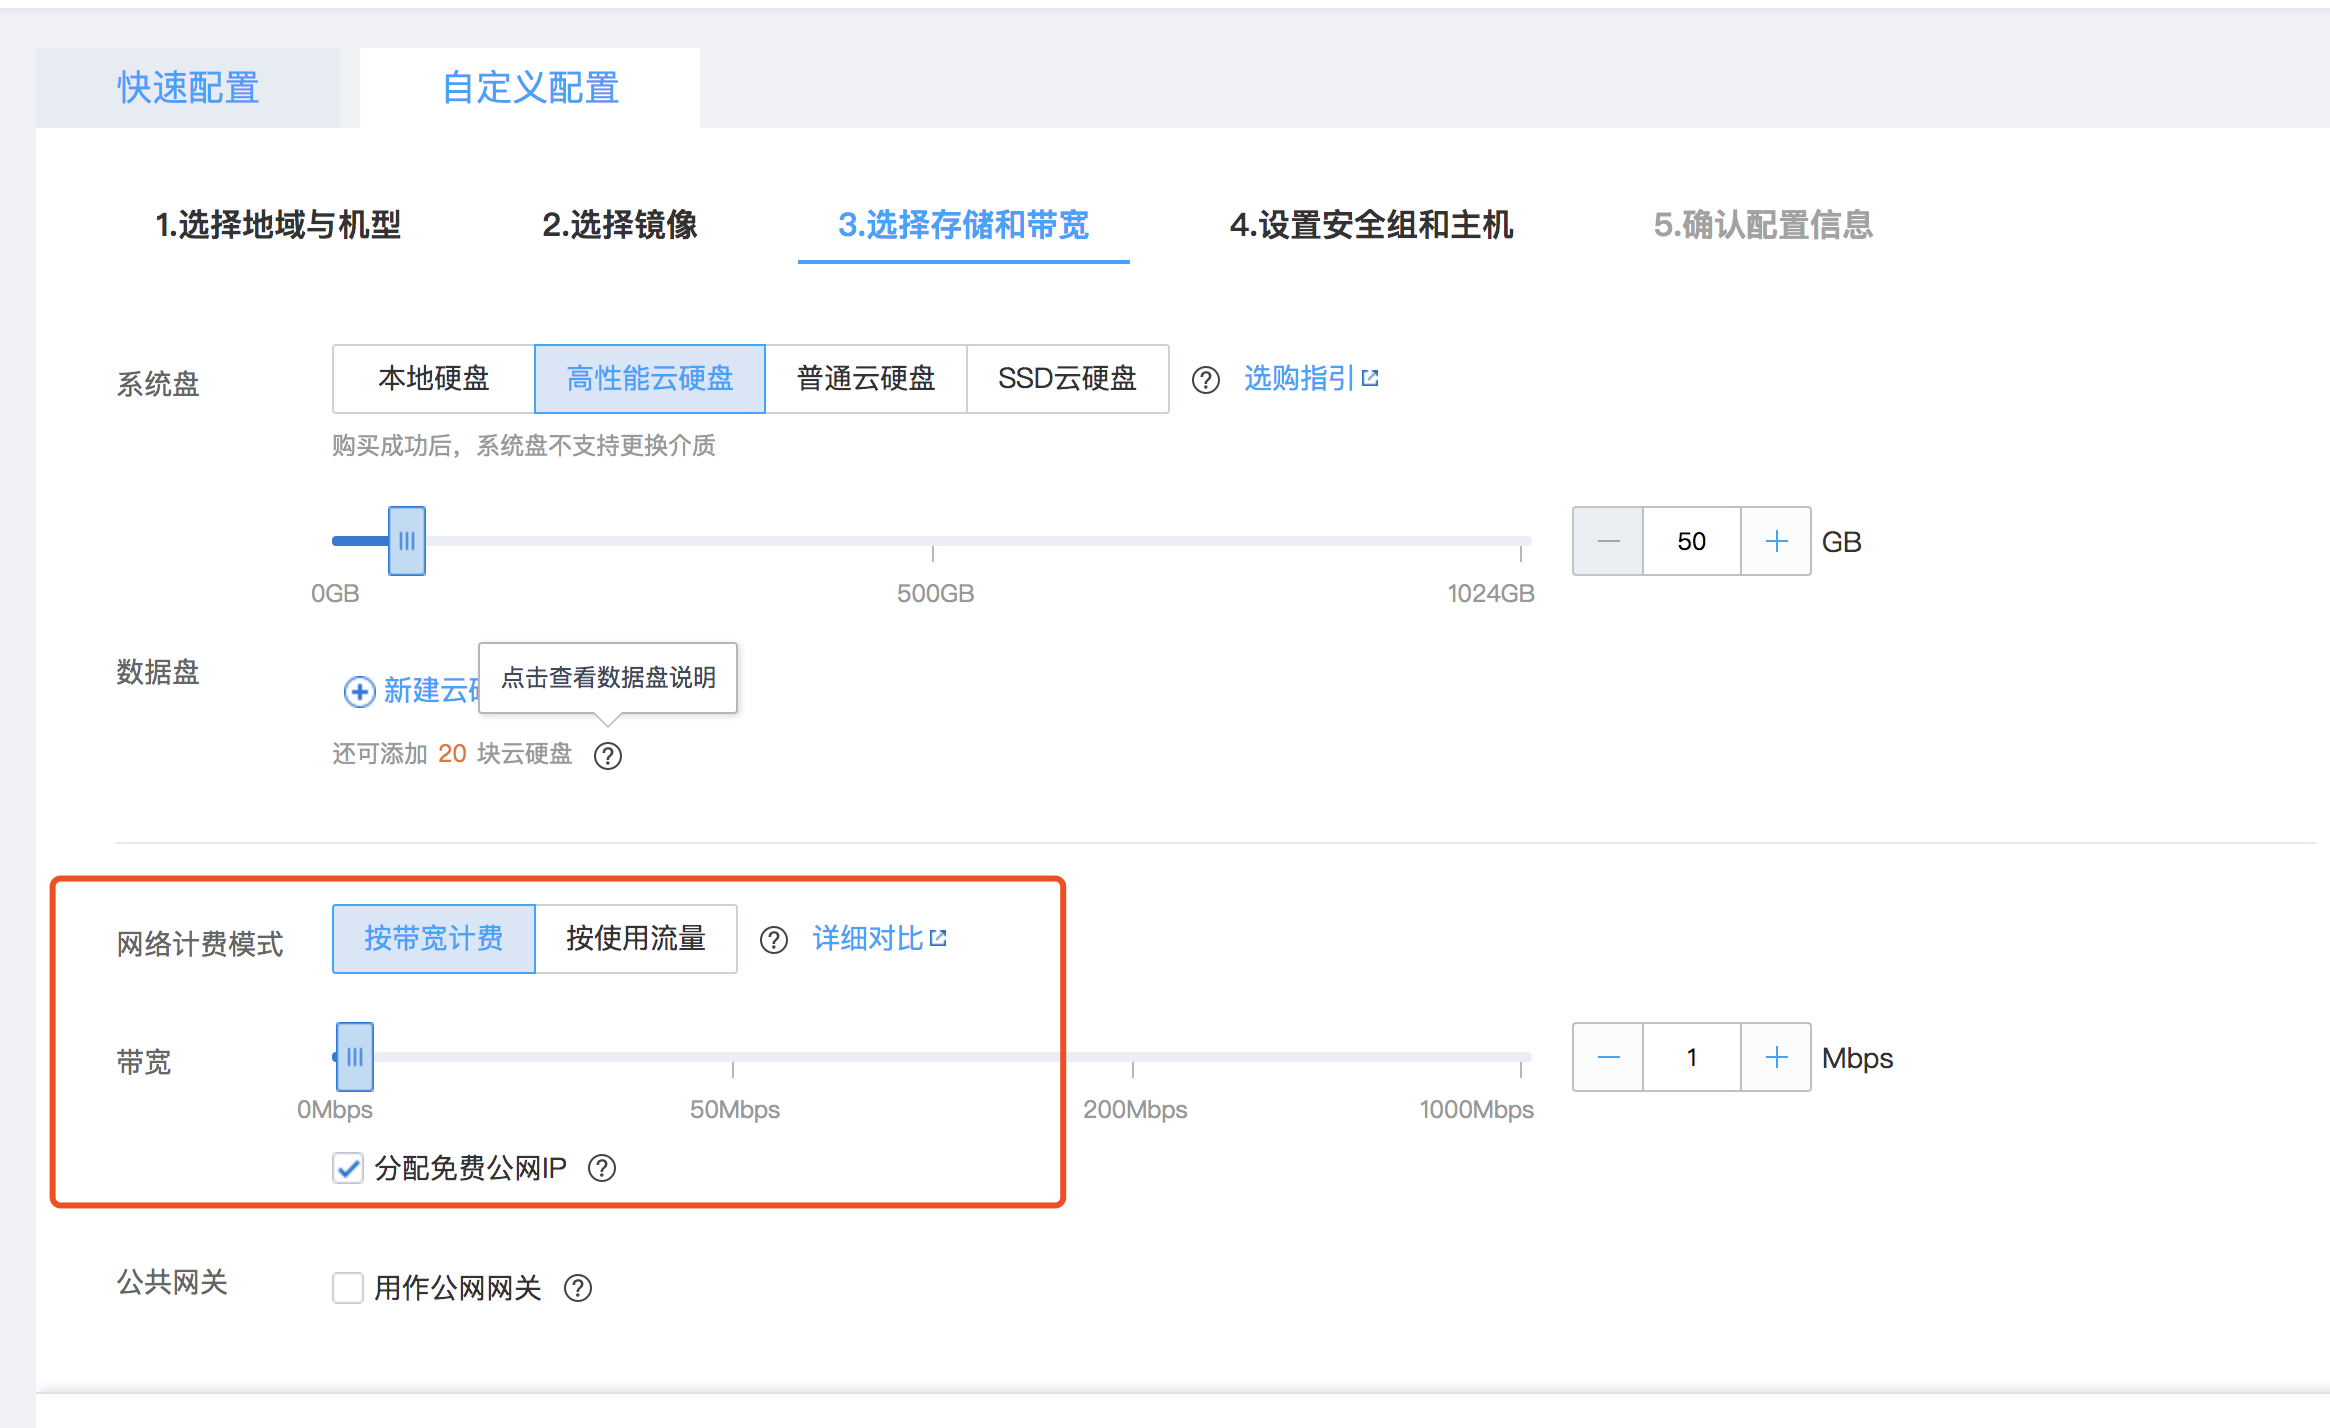 快速配置
自定义配置
1.选择地域与机型
2.选择镜像
3.选择存储和带宽
4.设置安全组和主机
5.确认配置信息
系统盘
本地硬盘
高性能云硬盘
普通云硬盘
SSD云硬盘
选购指引
购买成功后，系统盘不支持更换介质
50
GB
0GB
500GB
1024GB
数据盘
新建云
点击查看数据盘说明
还可添加 20 块云硬盘
网络计费模式
按带宽计费
按使用流量
详细对比
带宽
1
Mbps
0Mbps
50Mbps
200Mbps
1000Mbps
分配免费公网IP
公共网关
用作公网网关